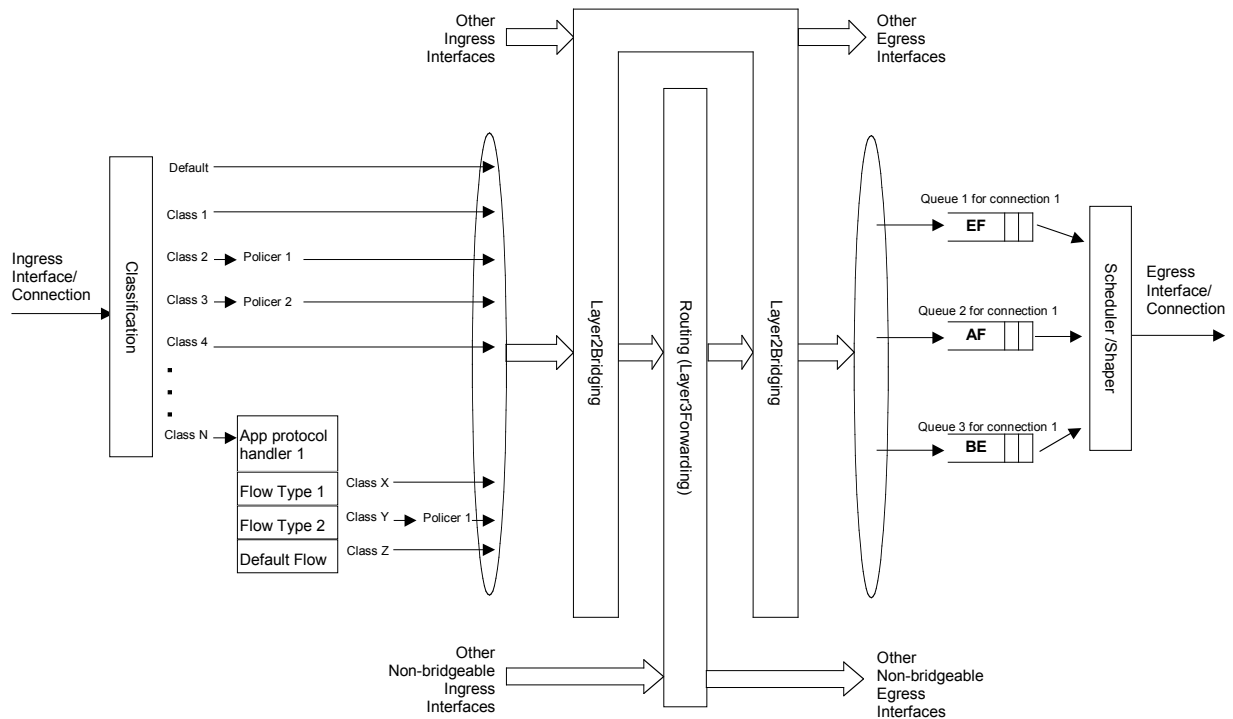 Other
Ingress
Interfaces
Other
Egress
Interfaces
Ingress
Interface/
Connection
Classification
Default
Class 1
Class 2
Policer 1
Class 3
Policer 2
Class 4
Class N
App protocol
handler 1
Flow Type 1
Class X
Flow Type 2
Class Y
Policer 1
Default Flow
Class Z
Layer2Bridging
Routing (Layer3Forwarding)
Layer2Bridging
Queue 1 for connection 1
EF
Queue 2 for connection 1
AF
Queue 3 for connection 1
BE
Scheduler /Shaper
Egress
Interface/
Connection
Other
Non-bridgeable
Ingress
Interfaces
Other
Non-bridgeable
Egress
Interfaces